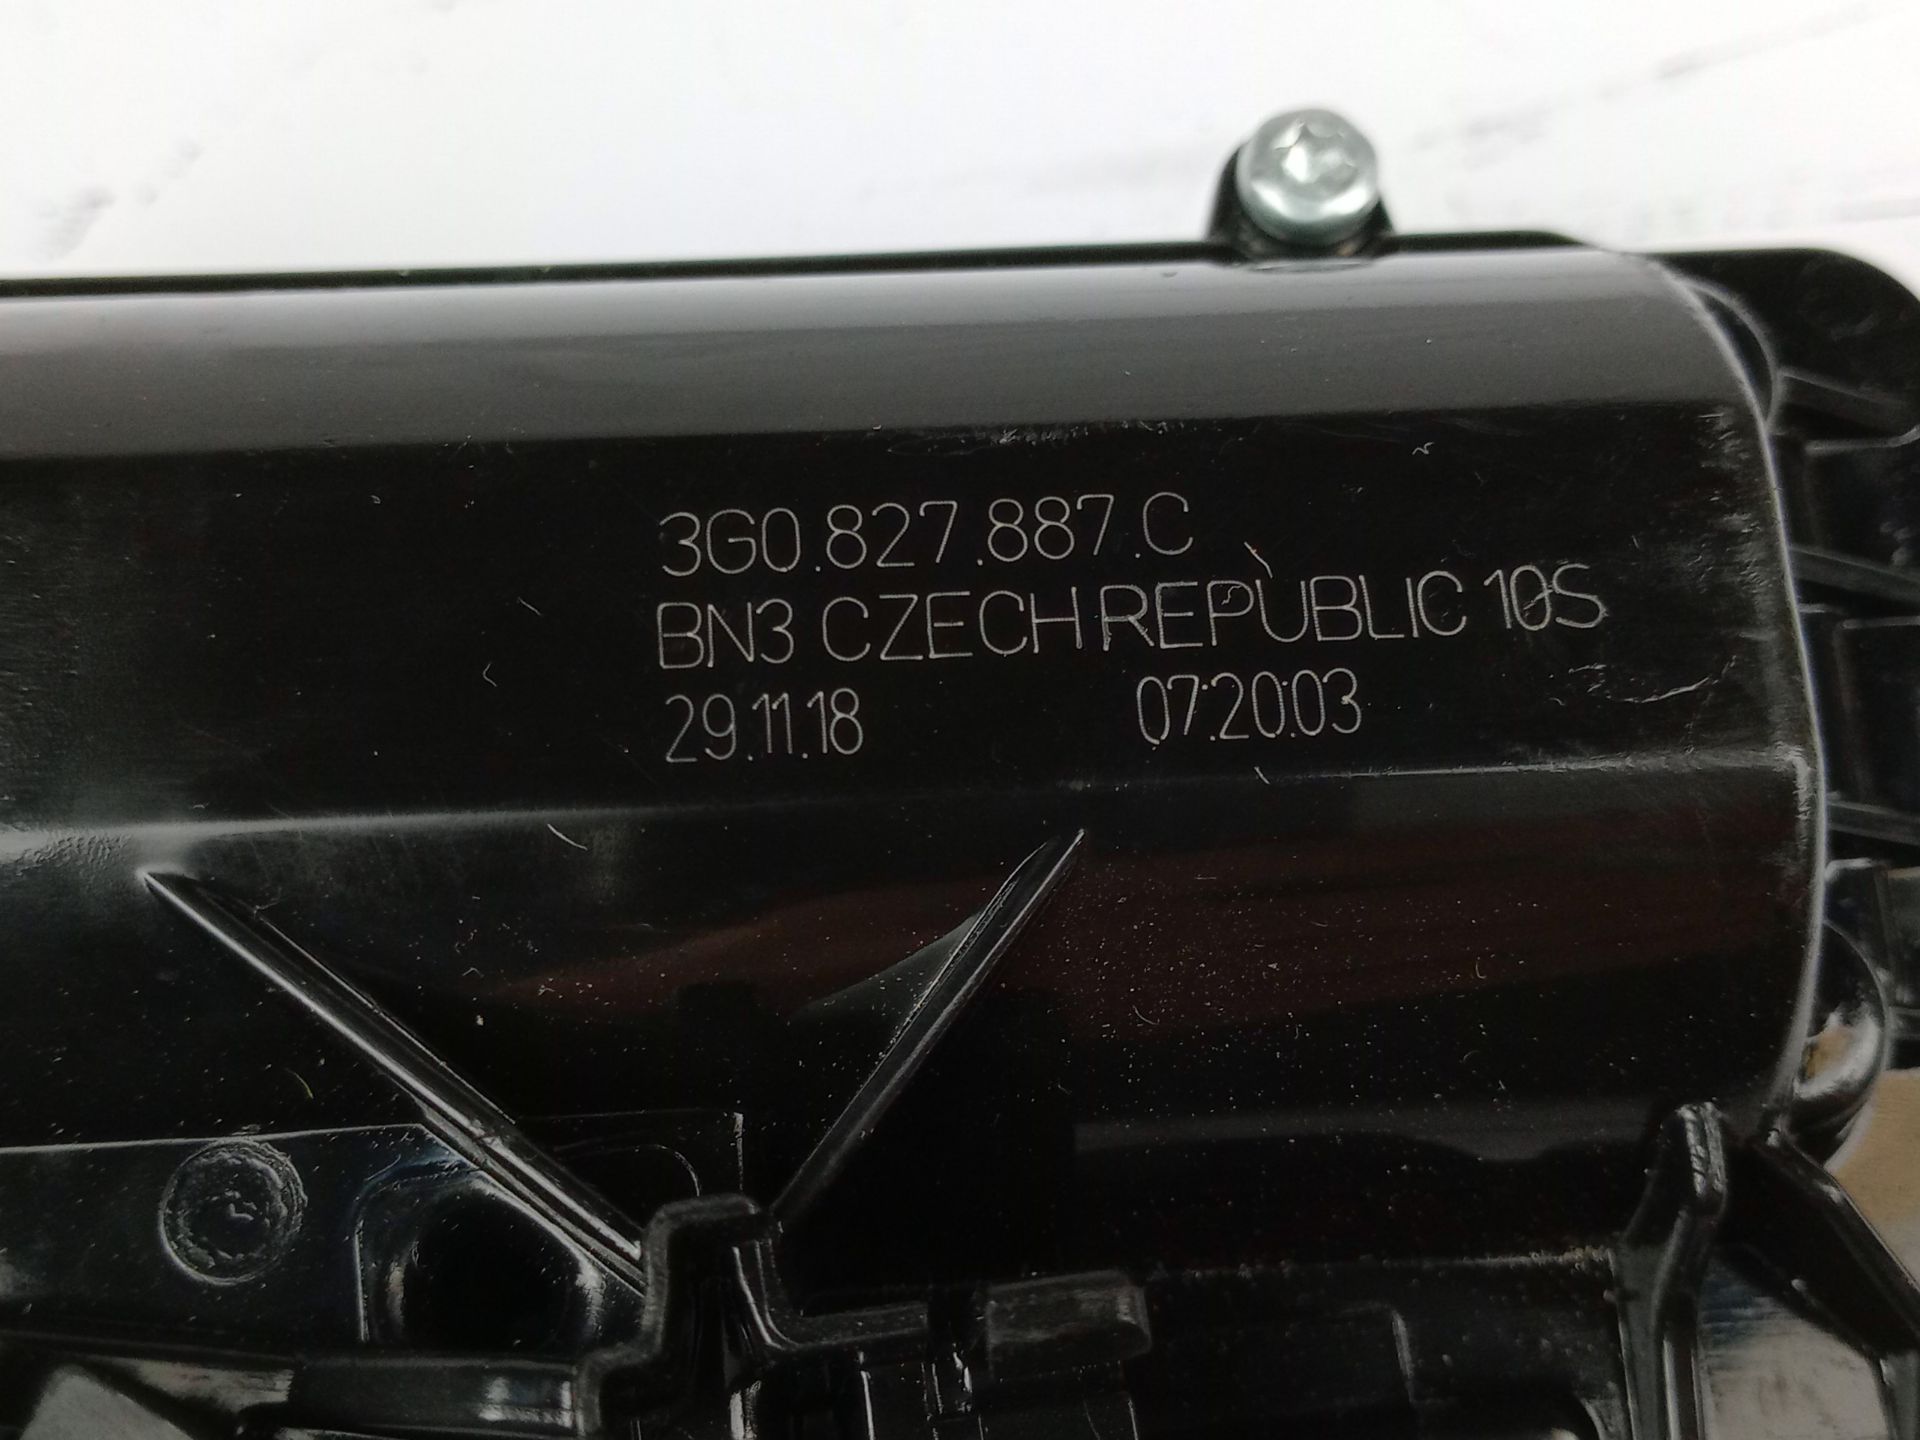 3G0.827.887.C
BN3 CZECH REPUBLIC 10S
29.11.18 07:20:03